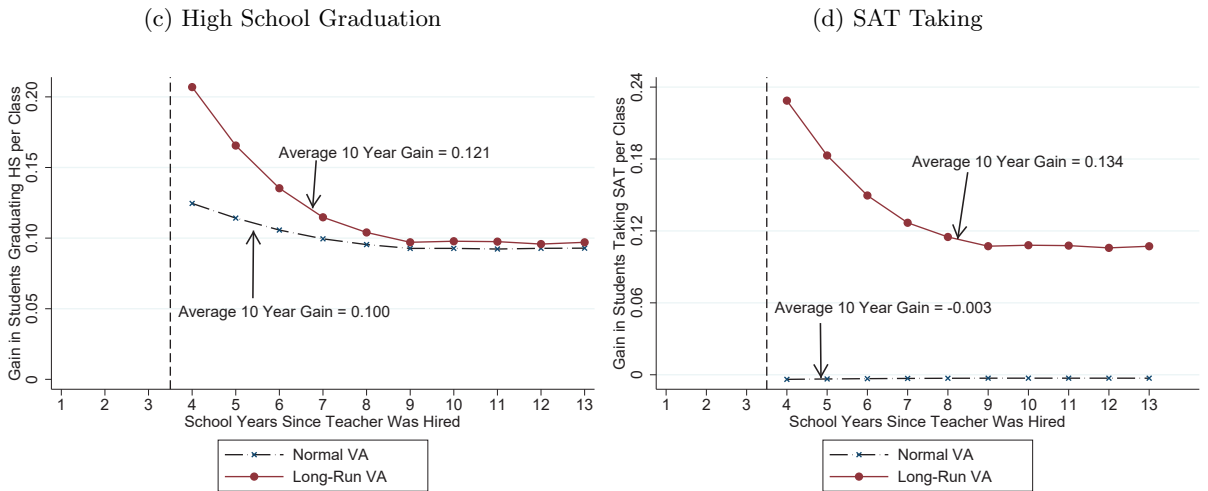 (c) High School Graduation
Gain in Students Graduating HS per Class
0.20
0.15
0.10
0.05
0
Average 10 Year Gain = 0.121
Average 10 Year Gain = 0.100
1 2 3 4 5 6 7 8 9 10 11 12 13
School Years Since Teacher Was Hired
Normal VA
Long-Run VA
(d) SAT Taking
Gain in Students Taking SAT per Class
0.24
0.18
0.12
0.06
0
Average 10 Year Gain = 0.134
Average 10 Year Gain = -0.003
1 2 3 4 5 6 7 8 9 10 11 12 13
School Years Since Teacher Was Hired
Normal VA
Long-Run VA